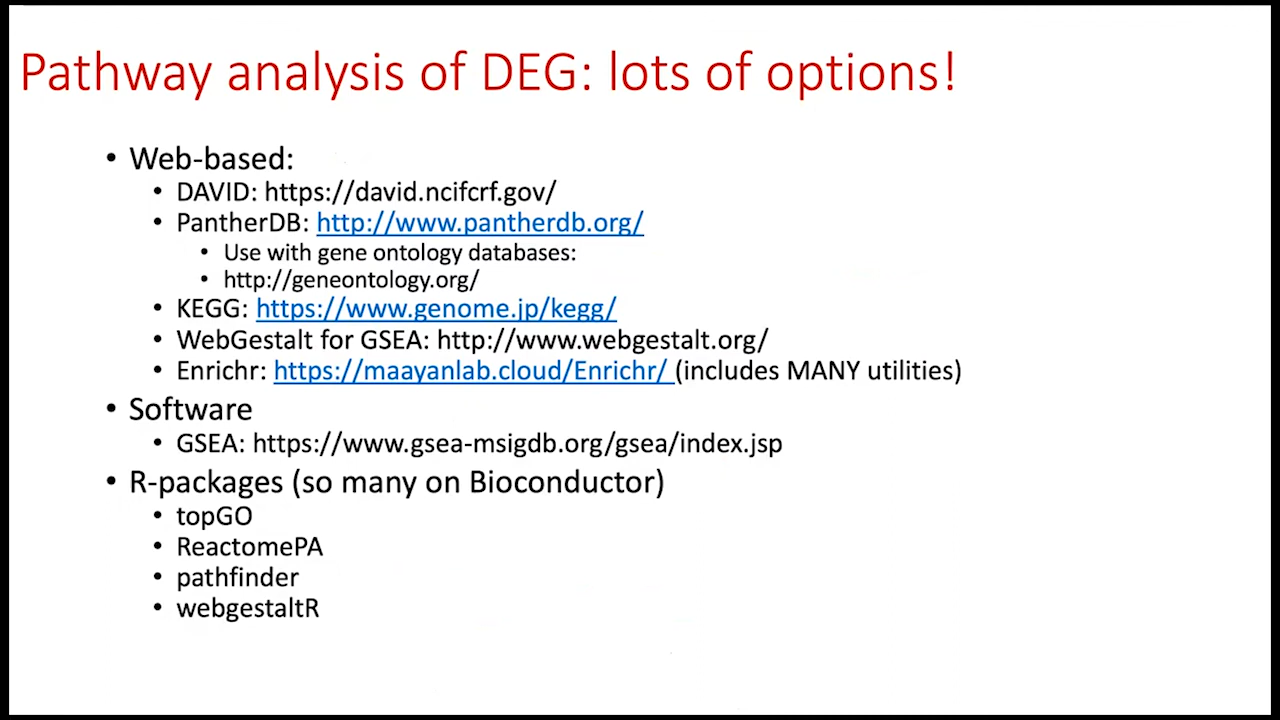 Pathway analysis of DEG: lots of options!
• Web-based:
• DAVID: https://david.ncifcrf.gov/
• PantherDB: http://www.pantherdb.org/
• Use with gene ontology databases:
• http://geneontology.org/
• KEGG: https://www.genome.jp/kegg/
• WebGestalt for GSEA: http://www.webgestalt.org/
• Enrichr: https://maayanlab.cloud/Enrichr/ (includes MANY utilities)
• Software
• GSEA: https://www.gsea-msigdb.org/gsea/index.jsp
• R-packages (so many on Bioconductor)
• topGO
• ReactomePA
• pathfinder
• webgestaltR